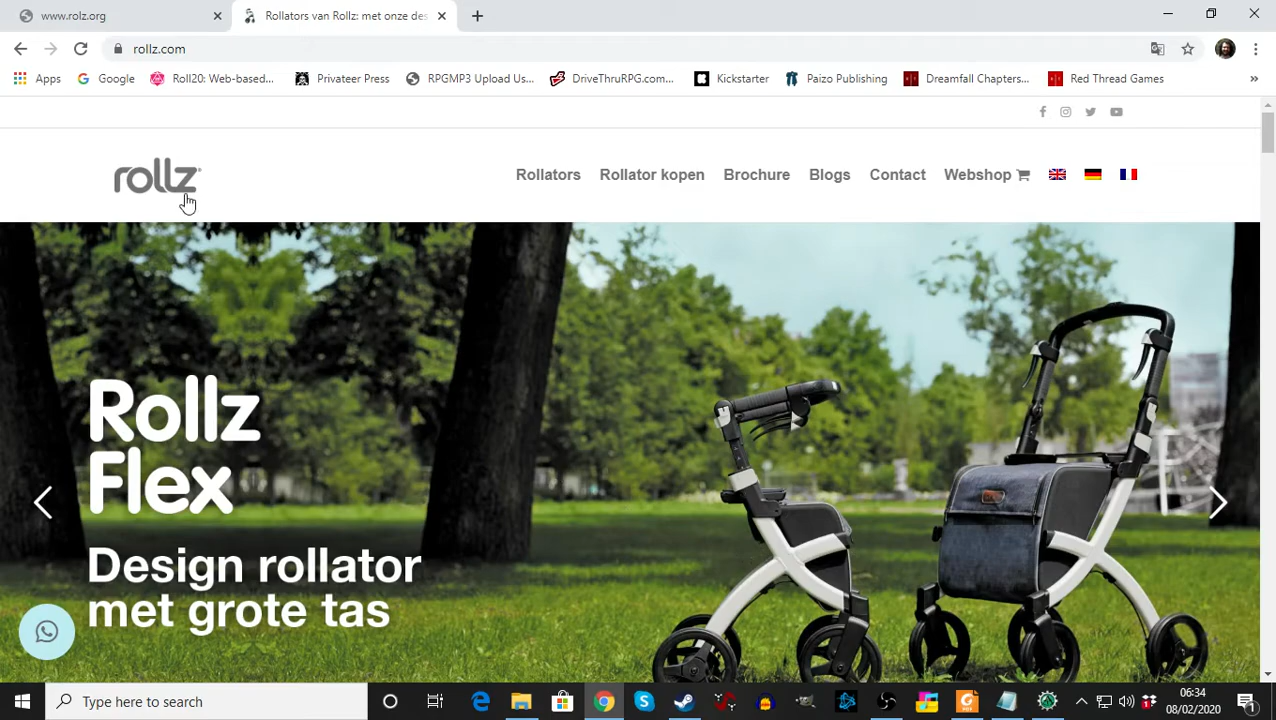 www.rolz.org
Rollators van Rollz: met onze des
rollz.com
Apps
Google
Roll20: Web-based...
Privateer Press
RPGMP3 Upload Us...
DriveThruRPG.com...
Kickstarter
Paizo Publishing
Dreamfall Chapters...
Red Thread Games
rollz
Rollators
Rollator kopen
Brochure
Blogs
Contact
Webshop
Rollz
Flex
Design rollator
met grote tas
Type here to search
06:34
08/02/2020
1